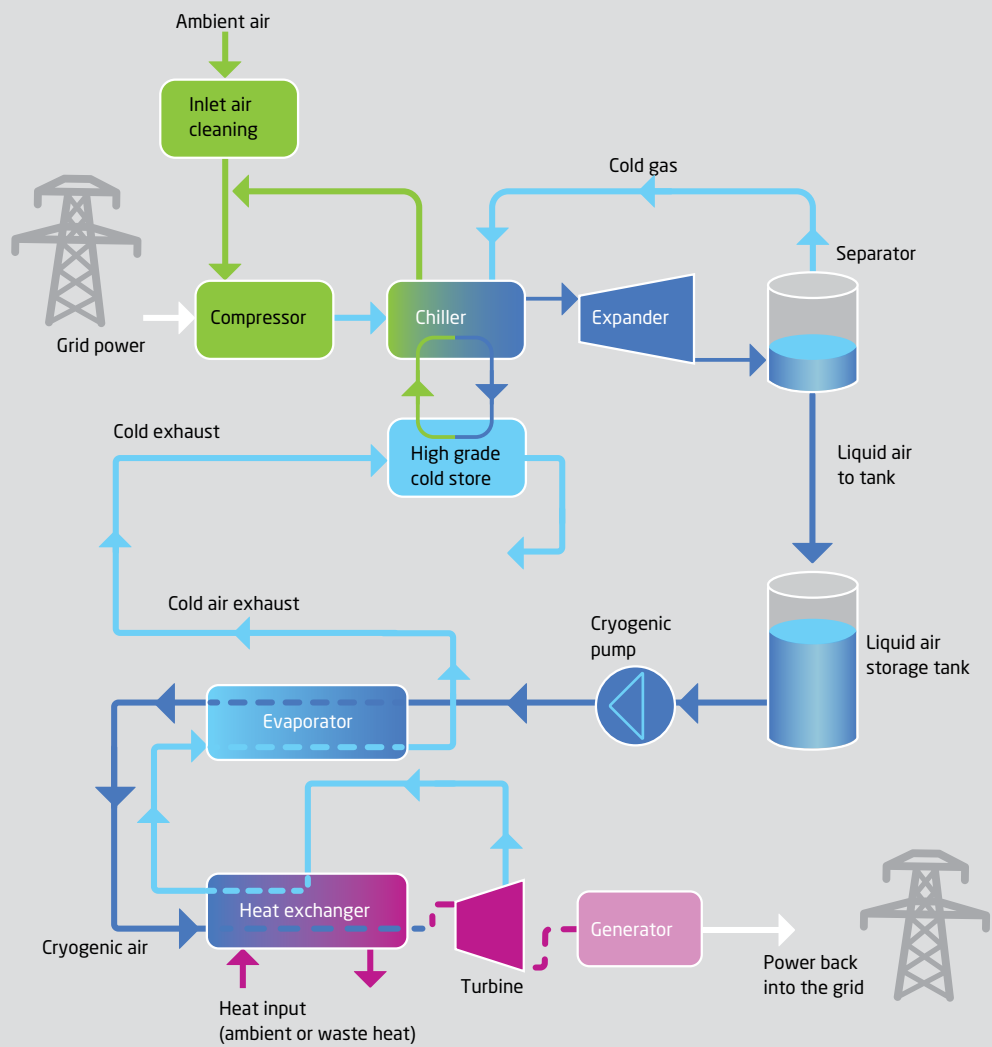 Ambient air
Inlet air
cleaning
Cold gas
Separator
Compressor
Chiller
Expander
Grid power
Cold exhaust
High grade
cold store
Liquid air
to tank
Cold air exhaust
Cryogenic
pump
Liquid air
storage tank
Evaporator
Heat exchanger
Generator
Cryogenic air
Turbine
Power back
into the grid
Heat input
(ambient or waste heat)